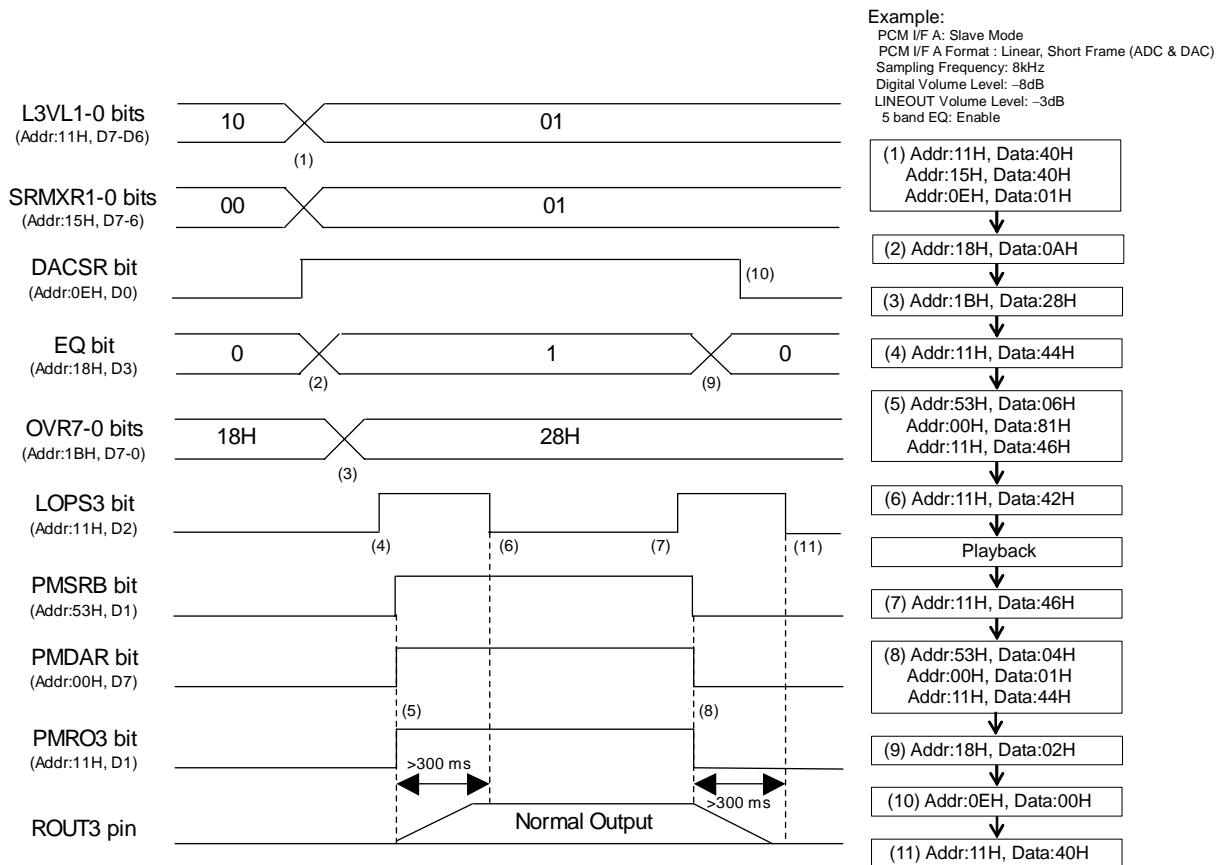 Example:
PCM I/F A: Slave Mode
PCM I/F A Format : Linear, Short Frame (ADC & DAC)
Sampling Frequency: 8kHz
Digital Volume Level: –8dB
LINEOUT Volume Level: –3dB
5 band EQ: Enable
L3VL1-0 bits
(Addr:11H, D7-D6)
10
01
(1)
SRMXR1-0 bits
(Addr:15H, D7-6)
00
01
DACSR bit
(Addr:0EH, D0)
(10)
EQ bit
(Addr:18H, D3)
0
1
0
(2)
(9)
OVR7-0 bits
(Addr:1BH, D7-0)
18H
28H
(3)
LOPS3 bit
(Addr:11H, D2)
(4)
(6)
(7)
(11)
PMSRB bit
(Addr:53H, D1)
PMDAR bit
(Addr:00H, D7)
(5)
(8)
PMRO3 bit
(Addr:11H, D1)
>300 ms
>300 ms
ROUT3 pin
Normal Output
(1) Addr:11H, Data:40H
Addr:15H, Data:40H
Addr:0EH, Data:01H
(2) Addr:18H, Data:0AH
(3) Addr:1BH, Data:28H
(4) Addr:11H, Data:44H
(5) Addr:53H, Data:06H
Addr:00H, Data:81H
Addr:11H, Data:46H
(6) Addr:11H, Data:42H
Playback
(7) Addr:11H, Data:46H
(8) Addr:53H, Data:04H
Addr:00H, Data:01H
Addr:11H, Data:44H
(9) Addr:18H, Data:02H
(10) Addr:0EH, Data:00H
(11) Addr:11H, Data:40H